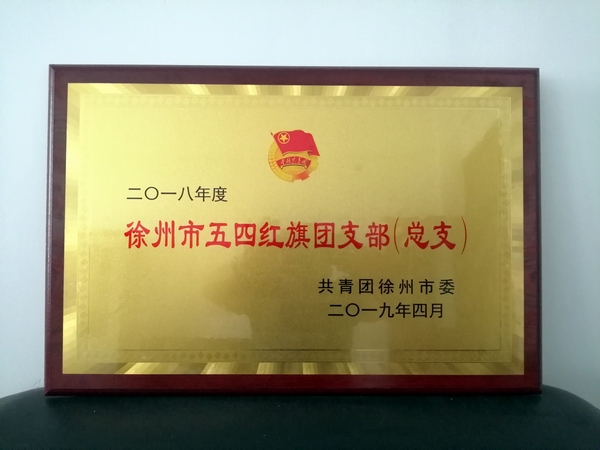 二〇一八年度
徐州市五四红旗团支部(总支)
共青团徐州市委
二〇一九年四月